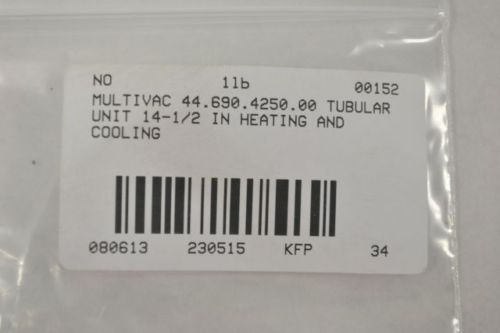 NO 1lb 00152
MULTIVAC 44.690.4250.00 TUBULAR
UNIT 14-1/2 IN HEATING AND
COOLING
080613 230515 KFP 34